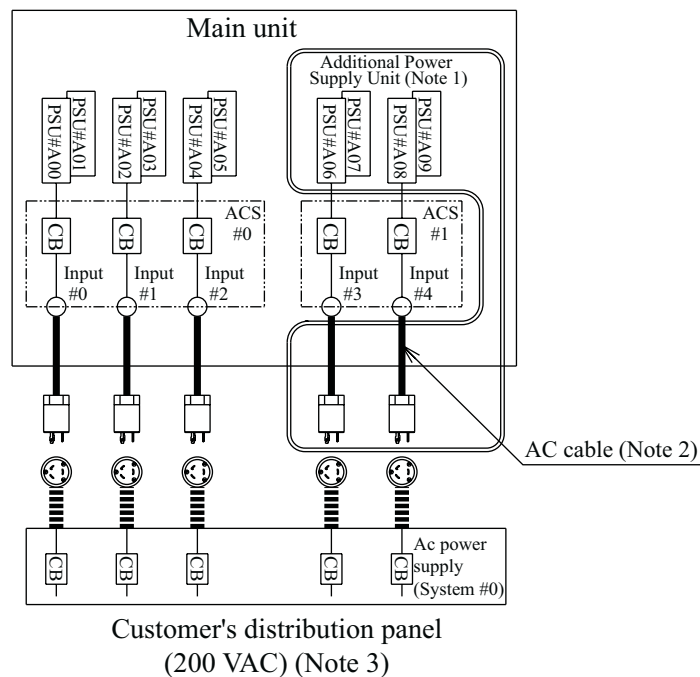 Main unit
Additional Power
Supply Unit (Note 1)
PSU#A00
PSU#A01
PSU#A02
PSU#A03
PSU#A04
PSU#A05
PSU#A06
PSU#A07
PSU#A08
PSU#A09
ACS
#0
ACS
#1
CB
CB
CB
CB
CB
Input
#0
Input
#1
Input
#2
Input
#3
Input
#4
AC cable (Note 2)
CB
CB
CB
CB
CB
Ac power
supply
(System #0)
Customer's distribution panel
(200 VAC) (Note 3)